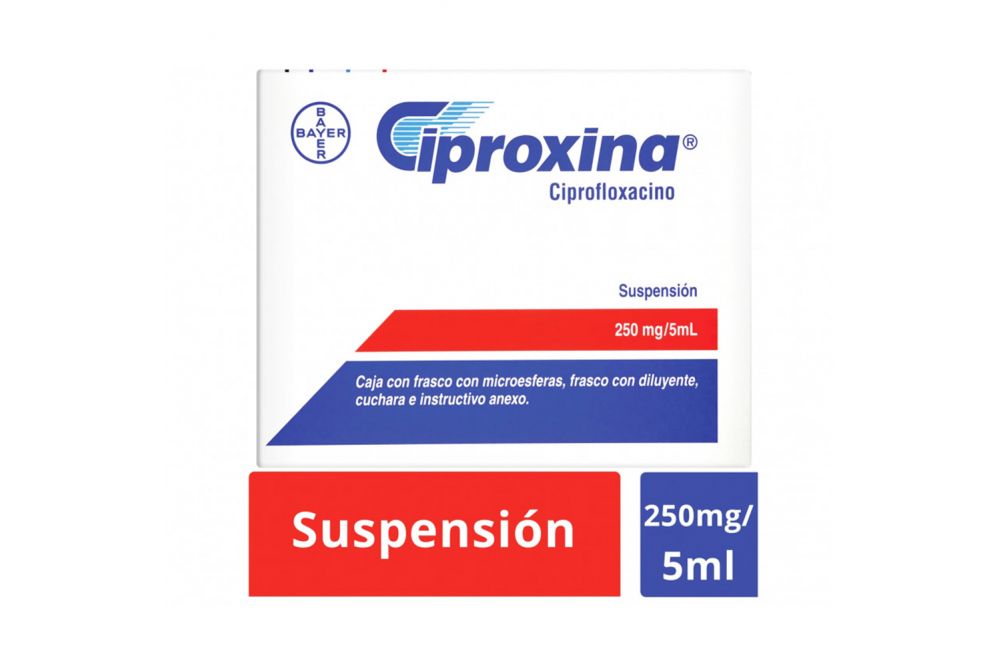 BAYER
BAYER
Ciproxina®
Ciprofloxacino
Suspensión
250 mg/5mL
Caja con frasco con microesferas, frasco con diluyente,
cuchara e instructivo anexo.
Suspensión
250mg/
5ml